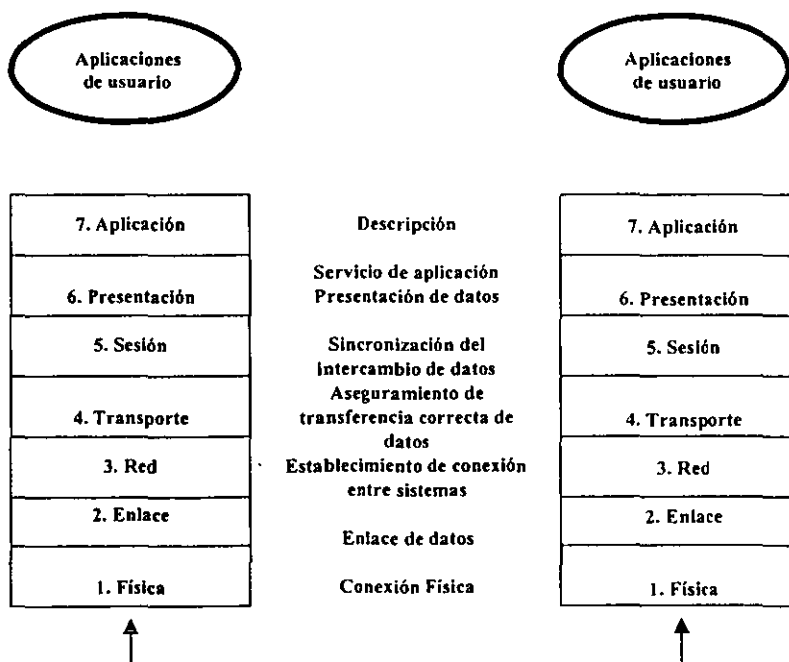 Aplicaciones
de usuario
Aplicaciones
de usuario
7. Aplicación
6. Presentación
5. Sesión
4. Transporte
3. Red
2. Enlace
1. Física
Descripción
Servicio de aplicación
Presentación de datos
Sincronización del
intercambio de datos
Aseguramiento de
transferencia correcta de
datos
Establecimiento de conexión
entre sistemas
Enlace de datos
Conexión Física
7. Aplicación
6. Presentación
5. Sesión
4. Transporte
3. Red
2. Enlace
1. Física